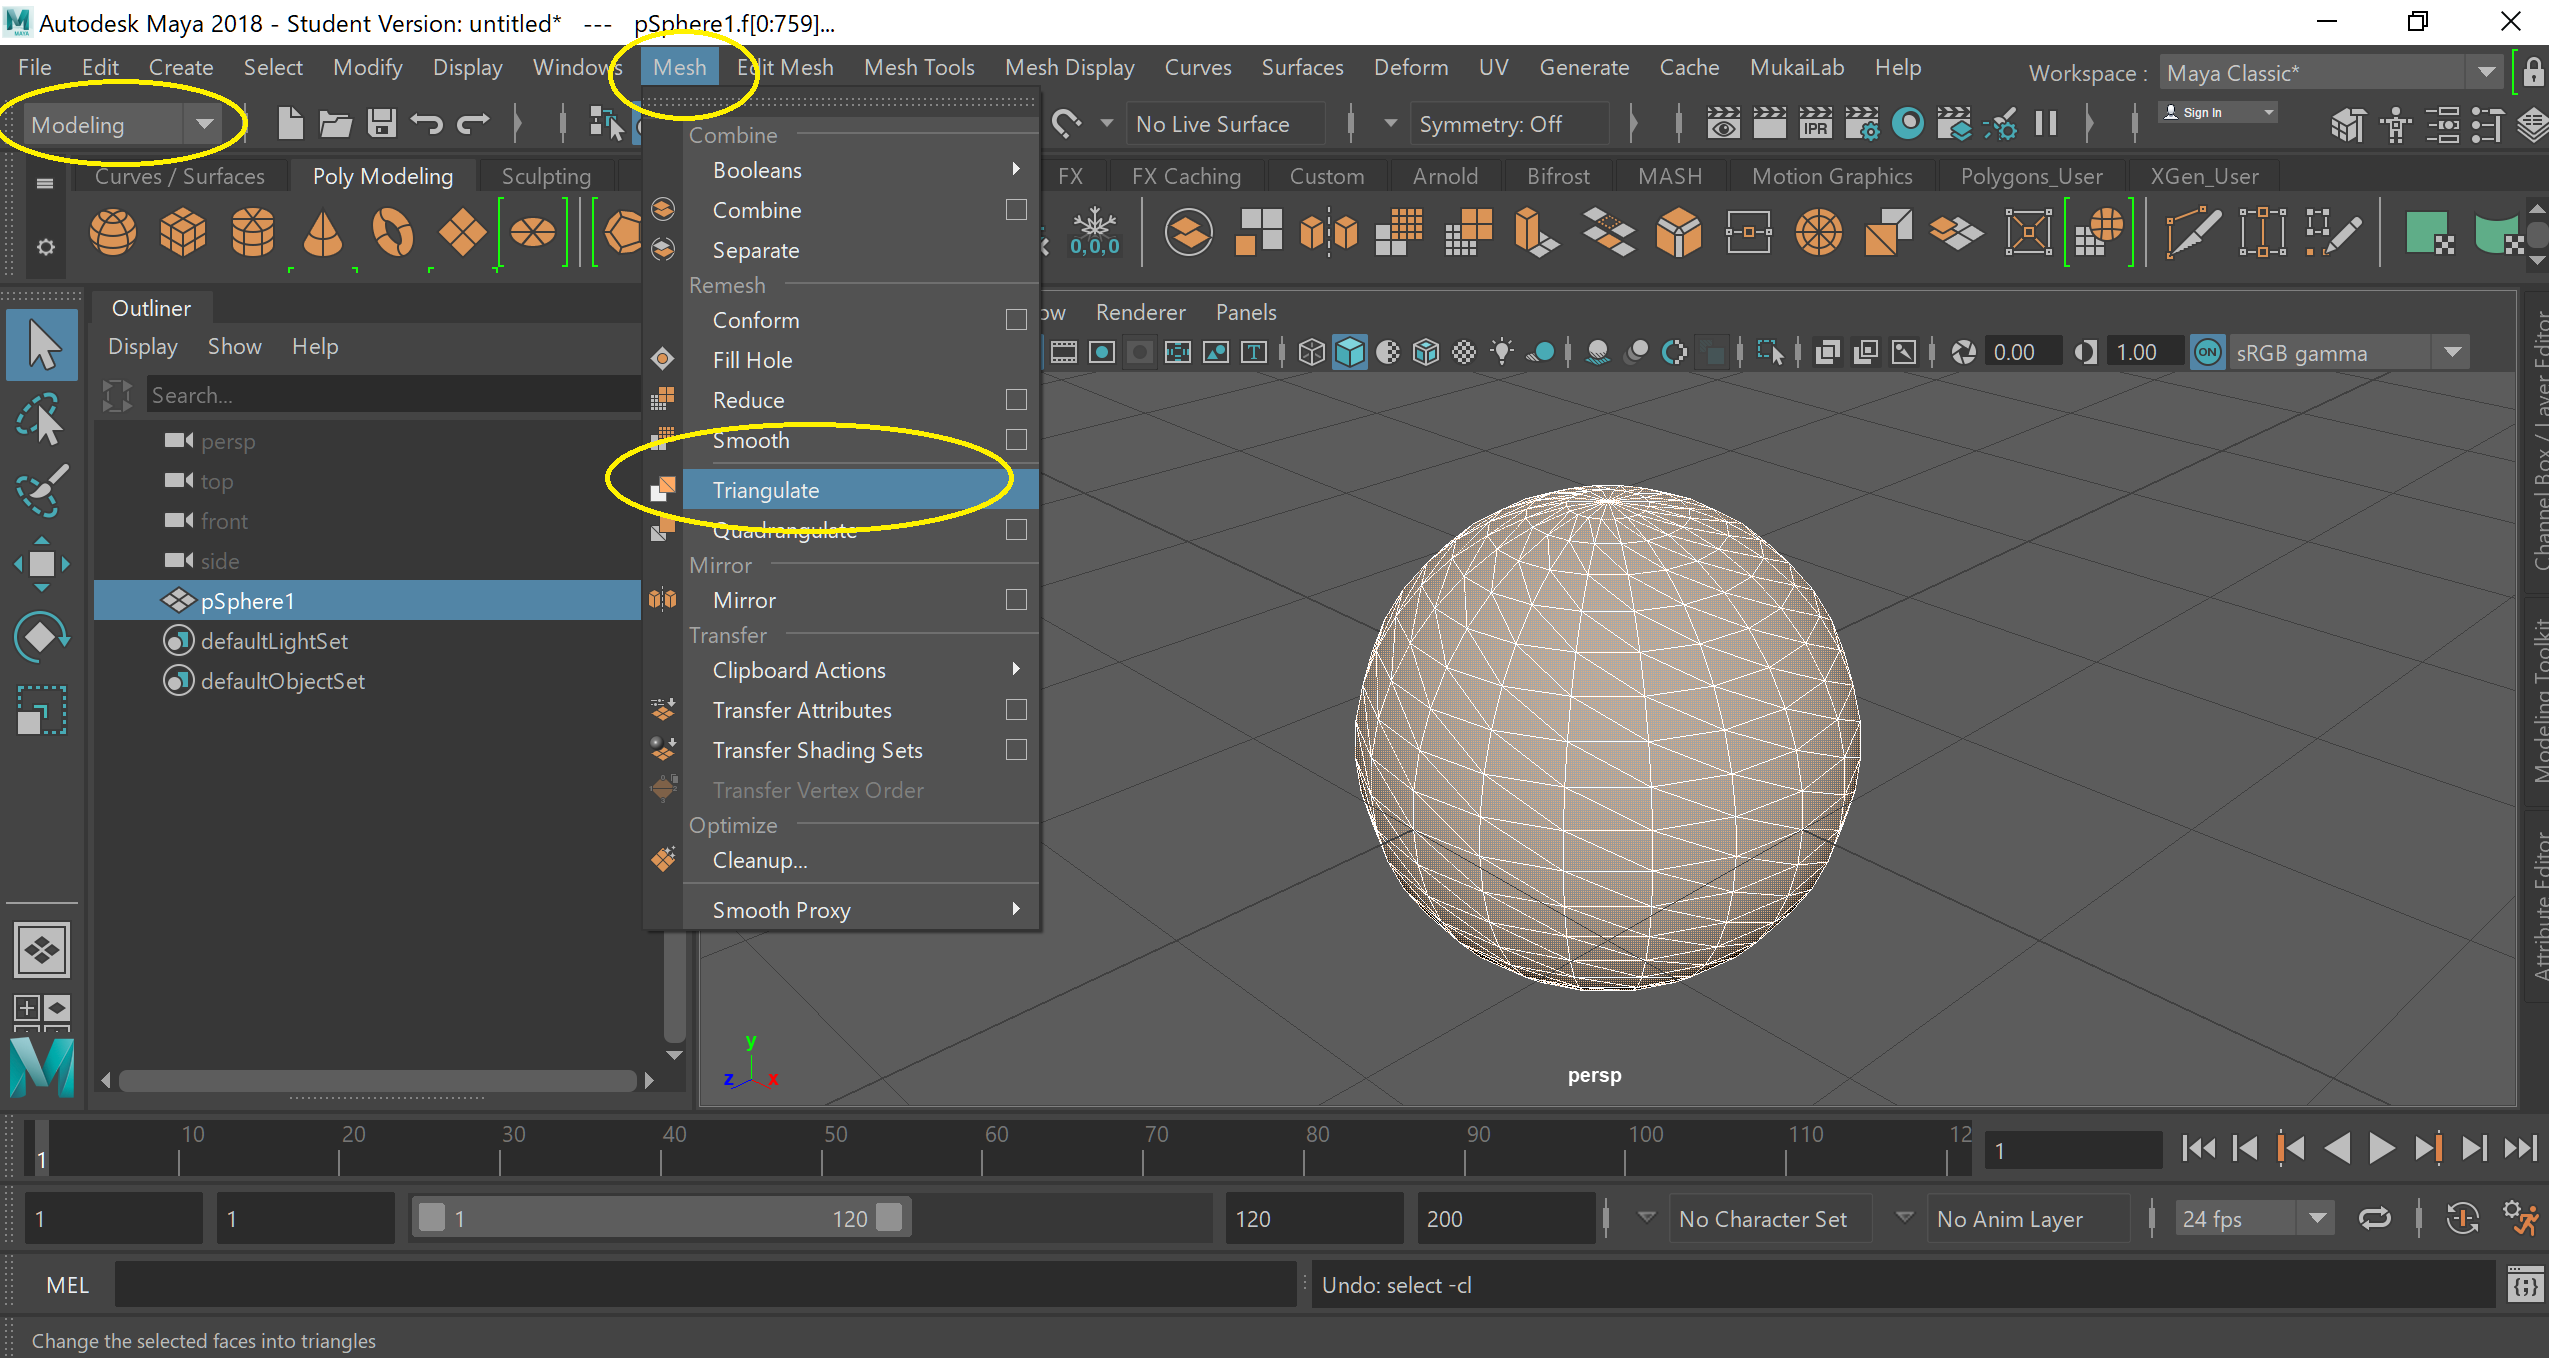 Autodesk Maya 2018 - Student Version: untitled* --- pSphere1.f[0:759]...
File Edit Create Select Modify Display Windows Mesh Edit Mesh Mesh Tools Mesh Display Curves Surfaces Deform UV Generate Cache MukaiLab Help Workspace : Maya Classic*
Modeling No Live Surface Symmetry: Off IPR Sign In
Curves / Surfaces Poly Modeling Sculpting FX FX Caching Custom Arnold Bifrost MASH Motion Graphics Polygons_User XGen_User
0,0,0
Combine
Booleans
Combine
Separate
Remesh
Conform
Fill Hole
Reduce
Smooth
Triangulate
Quadrangulate
Mirror
Mirror
Transfer
Clipboard Actions
Transfer Attributes
Transfer Shading Sets
Transfer Vertex Order
Optimize
Cleanup...
Smooth Proxy
Outliner
Display Show Help
Search...
persp
top
front
side
pSphere1
defaultLightSet
defaultObjectSet
Renderer Panels
0.00 1.00 ON sRGB gamma
Channel Box / Layer Editor
Modeling Toolkit
Attribute Editor
y
z x
persp
1 10 20 30 40 50 60 70 80 90 100 110 12 1
1 1 1 120 120 200 No Character Set No Anim Layer 24 fps
MEL Undo: select -cl
Change the selected faces into triangles